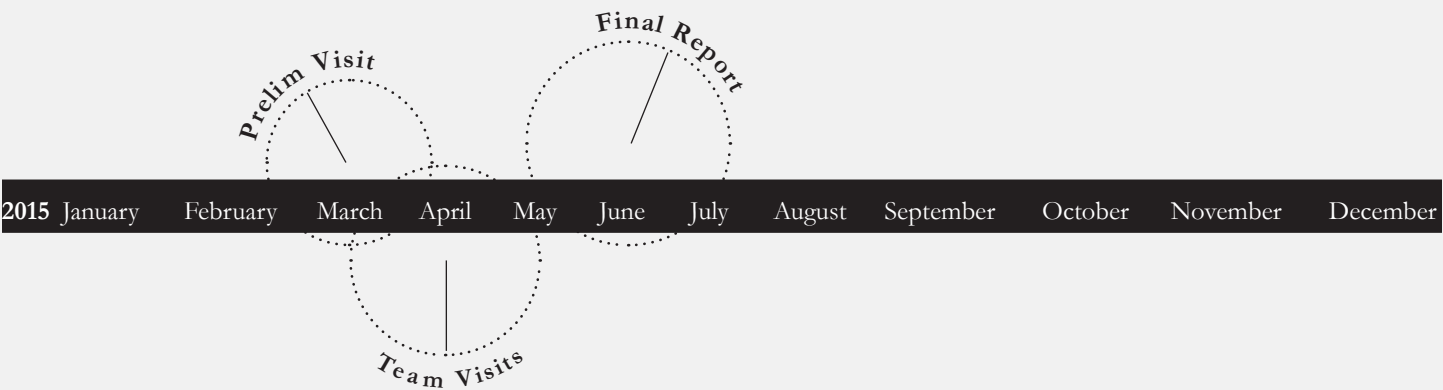 Final Report
Prelim Visit
2015 January February March April May June July August September October November December
Team Visits